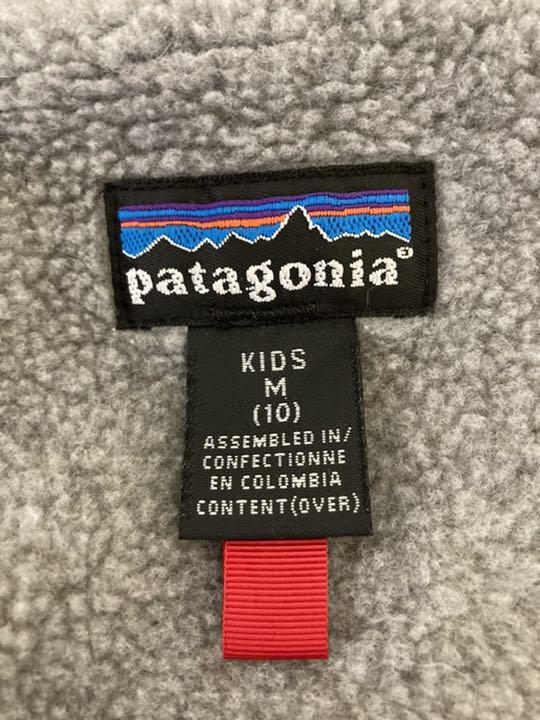 patagonia®
KIDS
M
(10)
ASSEMBLED IN/
CONFECTIONNE
EN COLOMBIA
CONTENT(OVER)